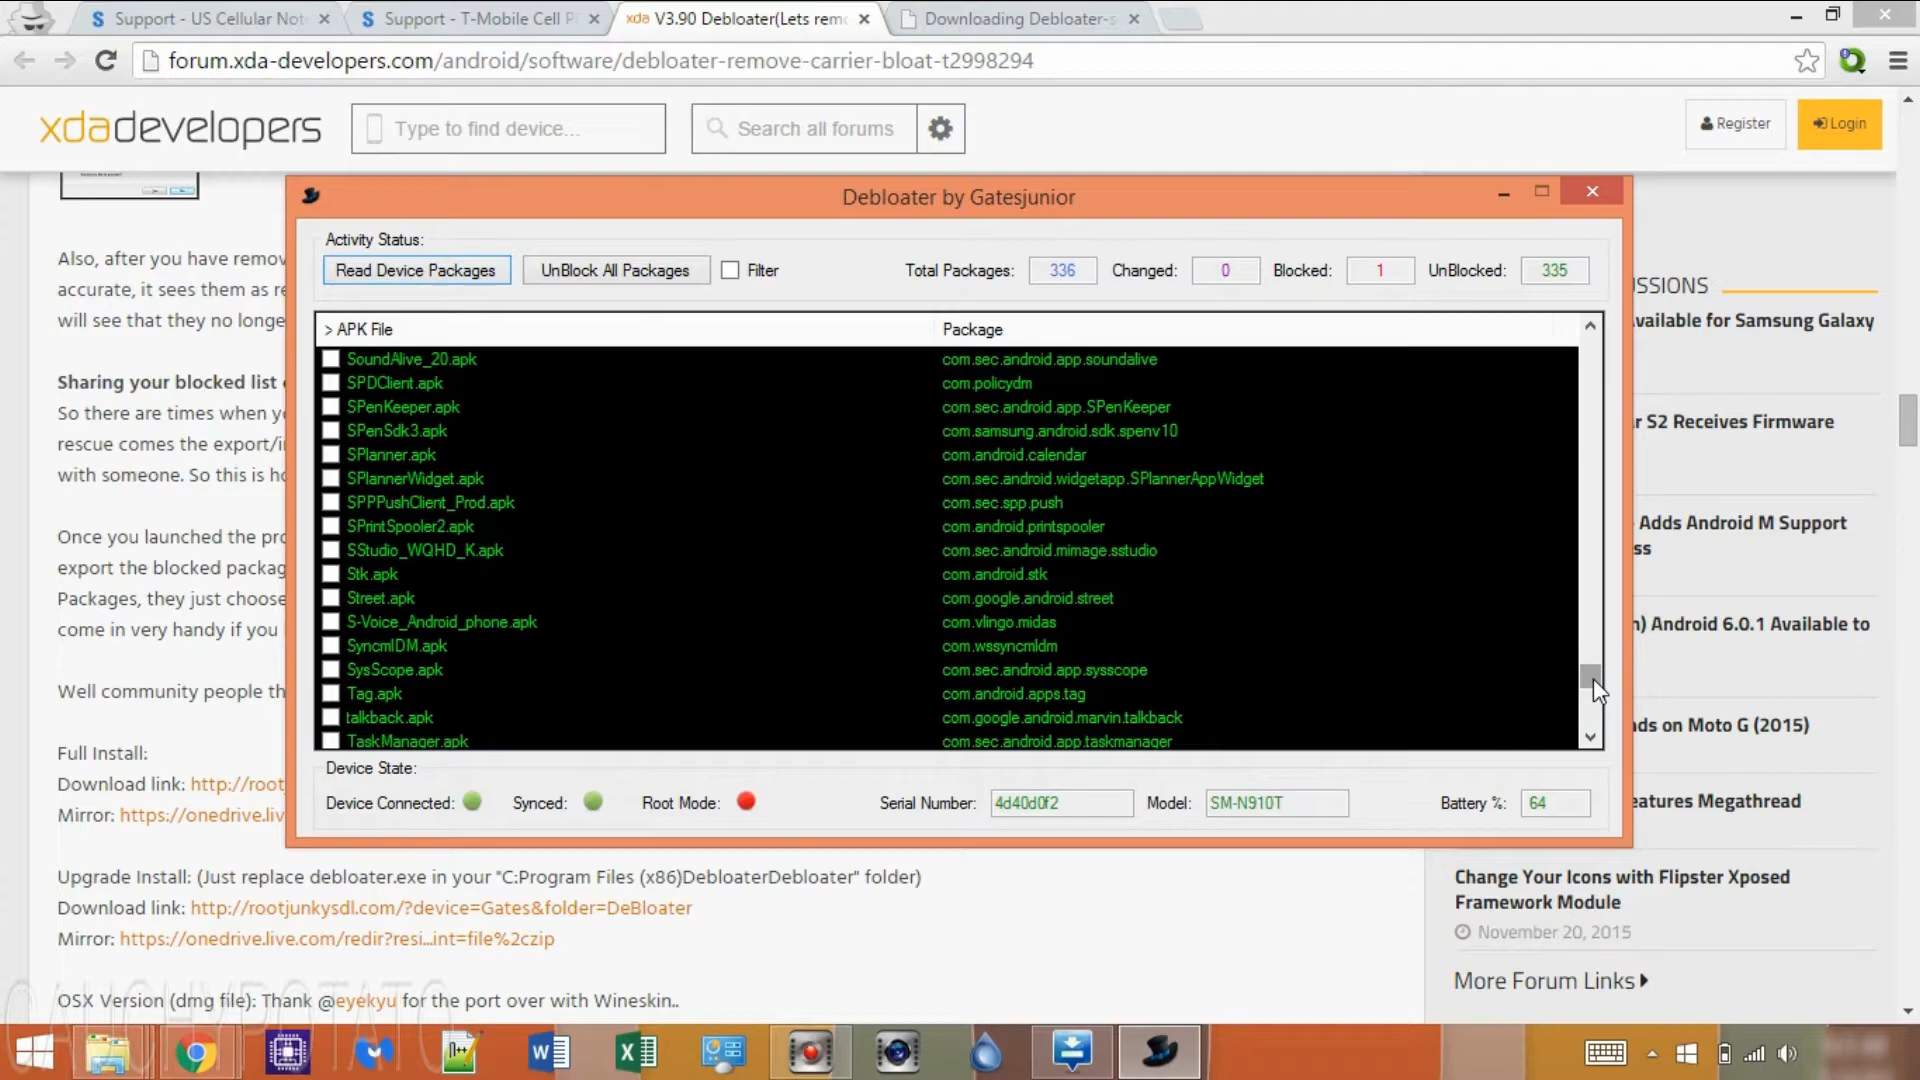 Support - US Cellular Note
Support - T-Mobile Cell P
xda V3.90 Debloater(Lets rem
Downloading Debloater-s
forum.xda-developers.com/android/software/debloater-remove-carrier-bloat-t2998294
xdadevelopers
Type to find device...
Search all forums
Register
Login
Debloater by Gatesjunior
Activity Status:
Read Device Packages
UnBlock All Packages
Filter
Total Packages: 336
Changed: 0
Blocked: 1
UnBlocked: 335
> APK File Package
SoundAlive_20.apk com.sec.android.app.soundalive
SPDClient.apk com.policydm
SPenKeeper.apk com.sec.android.app.SPenKeeper
SPenSdk3.apk com.samsung.android.sdk.spenv10
SPlanner.apk com.android.calendar
SPlannerWidget.apk com.sec.android.widgetapp.SPlannerAppWidget
SPPPushClient_Prod.apk com.sec.spp.push
SPrintSpooler2.apk com.android.printspooler
SStudio_WQHD_K.apk com.sec.android.mimage.sstudio
Stk.apk com.android.stk
Street.apk com.google.android.street
S-Voice_Android_phone.apk com.vlingo.midas
SyncmlDM.apk com.wssyncmldm
SysScope.apk com.sec.android.app.sysscope
Tag.apk com.android.apps.tag
talkback.apk com.google.android.marvin.talkback
TaskManager.apk com.sec.android.app.taskmanager
Device State:
Device Connected:
Synced:
Root Mode:
Serial Number: 4d40d0f2
Model: SM-N910T
Battery %: 64
Also, after you have remov
accurate, it sees them as re
will see that they no longe
Sharing your blocked list
So there are times when yo
rescue comes the export/in
with someone. So this is ho
Once you launched the pro
export the blocked packag
Packages, they just choose
come in very handy if you
Well community people th
Full Install:
Download link: http://root
Mirror: https://onedrive.liv
Upgrade Install: (Just replace debloater.exe in your "C:Program Files (x86)DebloaterDebloater" folder)
Download link: http://rootjunkysdl.com/?device=Gates&folder=DeBloater
Mirror: https://onedrive.live.com/redir?resi...int=file%2czip
OSX Version (dmg file): Thank @eyekyu for the port over with Wineskin..
SSIONS
vailable for Samsung Galaxy
r S2 Receives Firmware
Adds Android M Support
ss
n) Android 6.0.1 Available to
ds on Moto G (2015)
eatures Megathread
Change Your Icons with Flipster Xposed
Framework Module
November 20, 2015
More Forum Links